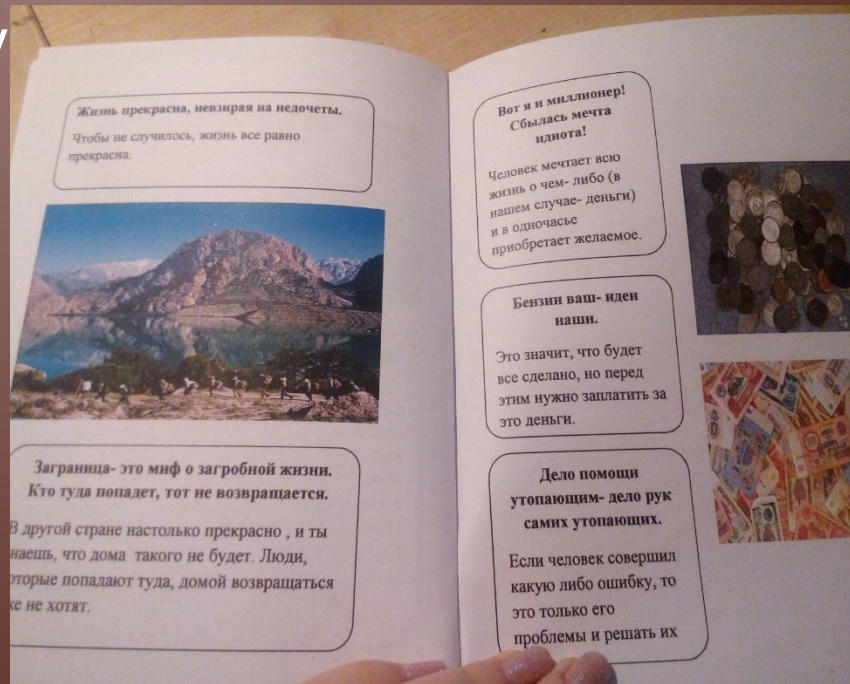 Жизнь прекрасна, невзирая на недочеты.
Чтобы не случилось, жизнь все равно
прекрасна.
Заграница- это миф о загробной жизни.
Кто туда попадет, тот не возвращается.
В другой стране настолько прекрасно , и ты
наешь, что дома такого не будет. Люди,
оторые попадают туда, домой возвращаться
же не хотят.
Вот я и миллионер!
Сбылась мечта
идиота!
Человек мечтает всю
жизнь о чем- либо (в
нашем случае- деньги)
и в одночасье
приобретает желаемое.
Бензин ваш- идеи
наши.
Это значит, что будет
все сделано, но перед
этим нужно заплатить за
это деньги.
Дело помощи
утопающим- дело рук
самих утопающих.
Если человек совершил
какую либо ошибку, то
это только его
проблемы и решать их